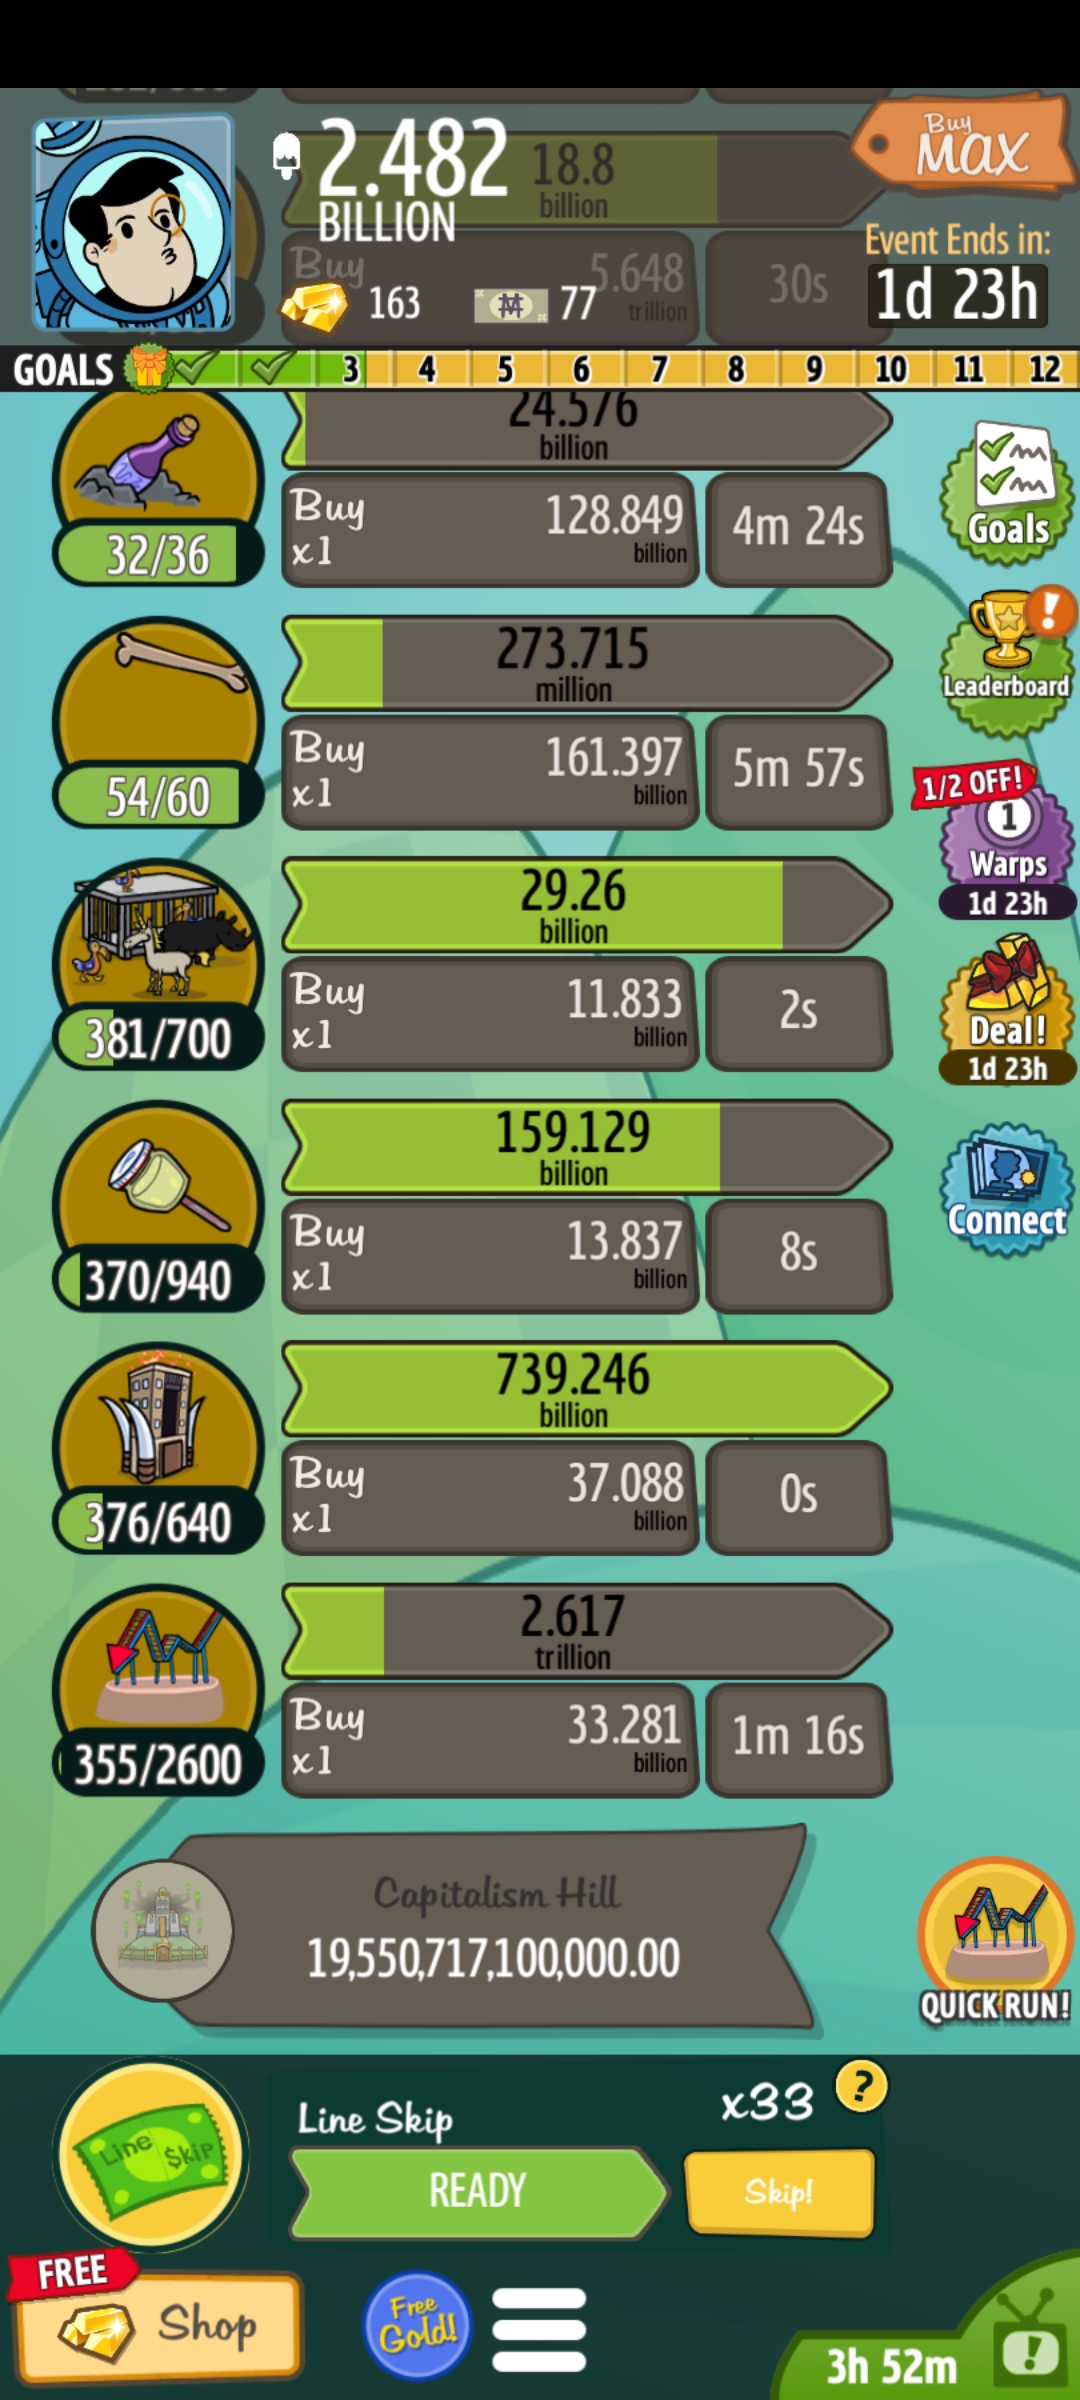 2.482
BILLION
18.8
billion
Buy
MAX
Buy
5.648
trillion
30s
163
77
Event Ends in:
1d 23h
GOALS
3
4
5
6
7
8
9
10
11
12
24.576
billion
Buy
x1
128.849
billion
4m 24s
32/36
Goals
273.715
million
Buy
x1
161.397
billion
5m 57s
54/60
Leaderboard
1/2 OFF!
1
Warps
1d 23h
29.26
billion
Buy
x1
11.833
billion
2s
381/700
Deal!
1d 23h
159.129
billion
Buy
x1
13.837
billion
8s
370/940
Connect
739.246
billion
Buy
x1
37.088
billion
0s
376/640
2.617
trillion
Buy
x1
33.281
billion
1m 16s
355/2600
Capitalism Hill
19,550,717,100,000.00
QUICK RUN!
Line $kip
Line Skip
x33
?
READY
Skip!
FREE
Shop
Free
Gold!
3h 52m